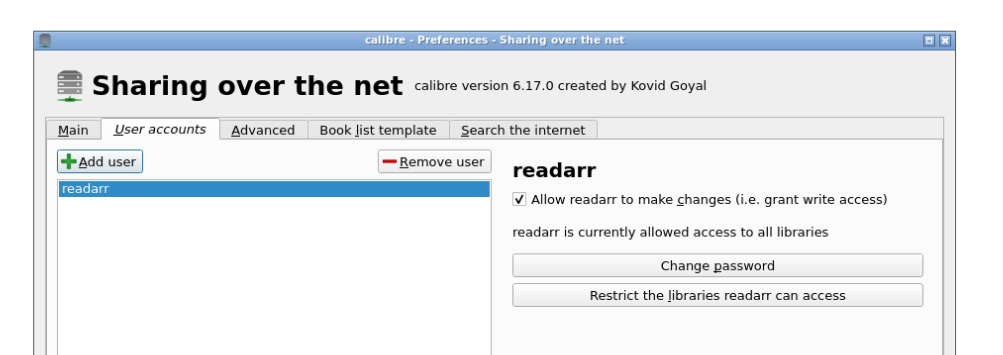 calibre - Preferences - Sharing over the net
Sharing over the net calibre version 6.17.0 created by Kovid Goyal
Main User accounts Advanced Book list template Search the internet
Add user Remove user
readarr
readarr
Allow readarr to make changes (i.e. grant write access)
readarr is currently allowed access to all libraries
Change password
Restrict the libraries readarr can access